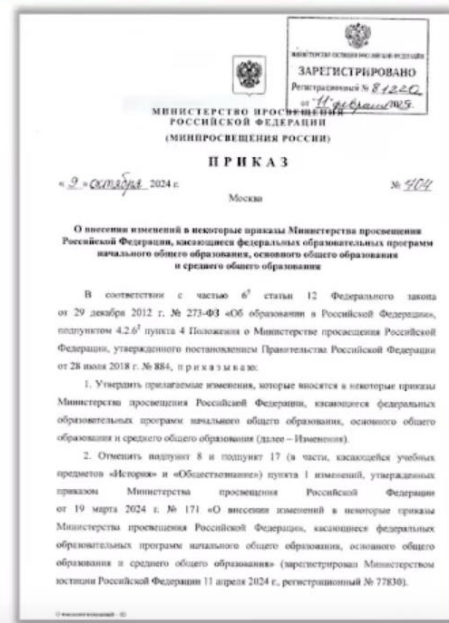 МИНИСТЕРСТВО ЮСТИЦИИ РОССИЙСКОЙ ФЕДЕРАЦИИ
ЗАРЕГИСТРИРОВАНО
Регистрационный № 81220
от "11" февраля 2025.
МИНИСТЕРСТВО ПРОСВЕЩЕНИЯ
РОССИЙСКОЙ ФЕДЕРАЦИИ
(МИНПРОСВЕЩЕНИЯ РОССИИ)
ПРИКАЗ
« 9 » октября 2024 г.
№ 404
Москва
О внесении изменений в некоторые приказы Министерства просвещения
Российской Федерации, касающиеся федеральных образовательных программ
начального общего образования, основного общего образования
и среднего общего образования
В соответствии с частью 6⁵ статьи 12 Федерального закона
от 29 декабря 2012 г. № 273-ФЗ «Об образовании в Российской Федерации»,
подпунктом 4.2.6³ пункта 4 Положения о Министерстве просвещения Российской
Федерации, утвержденного постановлением Правительства Российской Федерации
от 28 июля 2018 г. № 884, приказываю:
1. Утвердить прилагаемые изменения, которые вносятся в некоторые приказы
Министерства просвещения Российской Федерации, касающиеся федеральных
образовательных программ начального общего образования, основного общего
образования и среднего общего образования (далее – Изменения).
2. Отменить подпункт 8 и подпункт 17 (в части, касающейся учебных
предметов «История» и «Обществознание») пункта 1 изменений, утвержденных
приказом Министерства просвещения Российской Федерации
от 19 марта 2024 г. № 171 «О внесении изменений в некоторые приказы
Министерства просвещения Российской Федерации, касающиеся федеральных
образовательных программ начального общего образования, основного общего
образования и среднего общего образования» (зарегистрирован Министерством
юстиции Российской Федерации 11 апреля 2024 г., регистрационный № 77830).